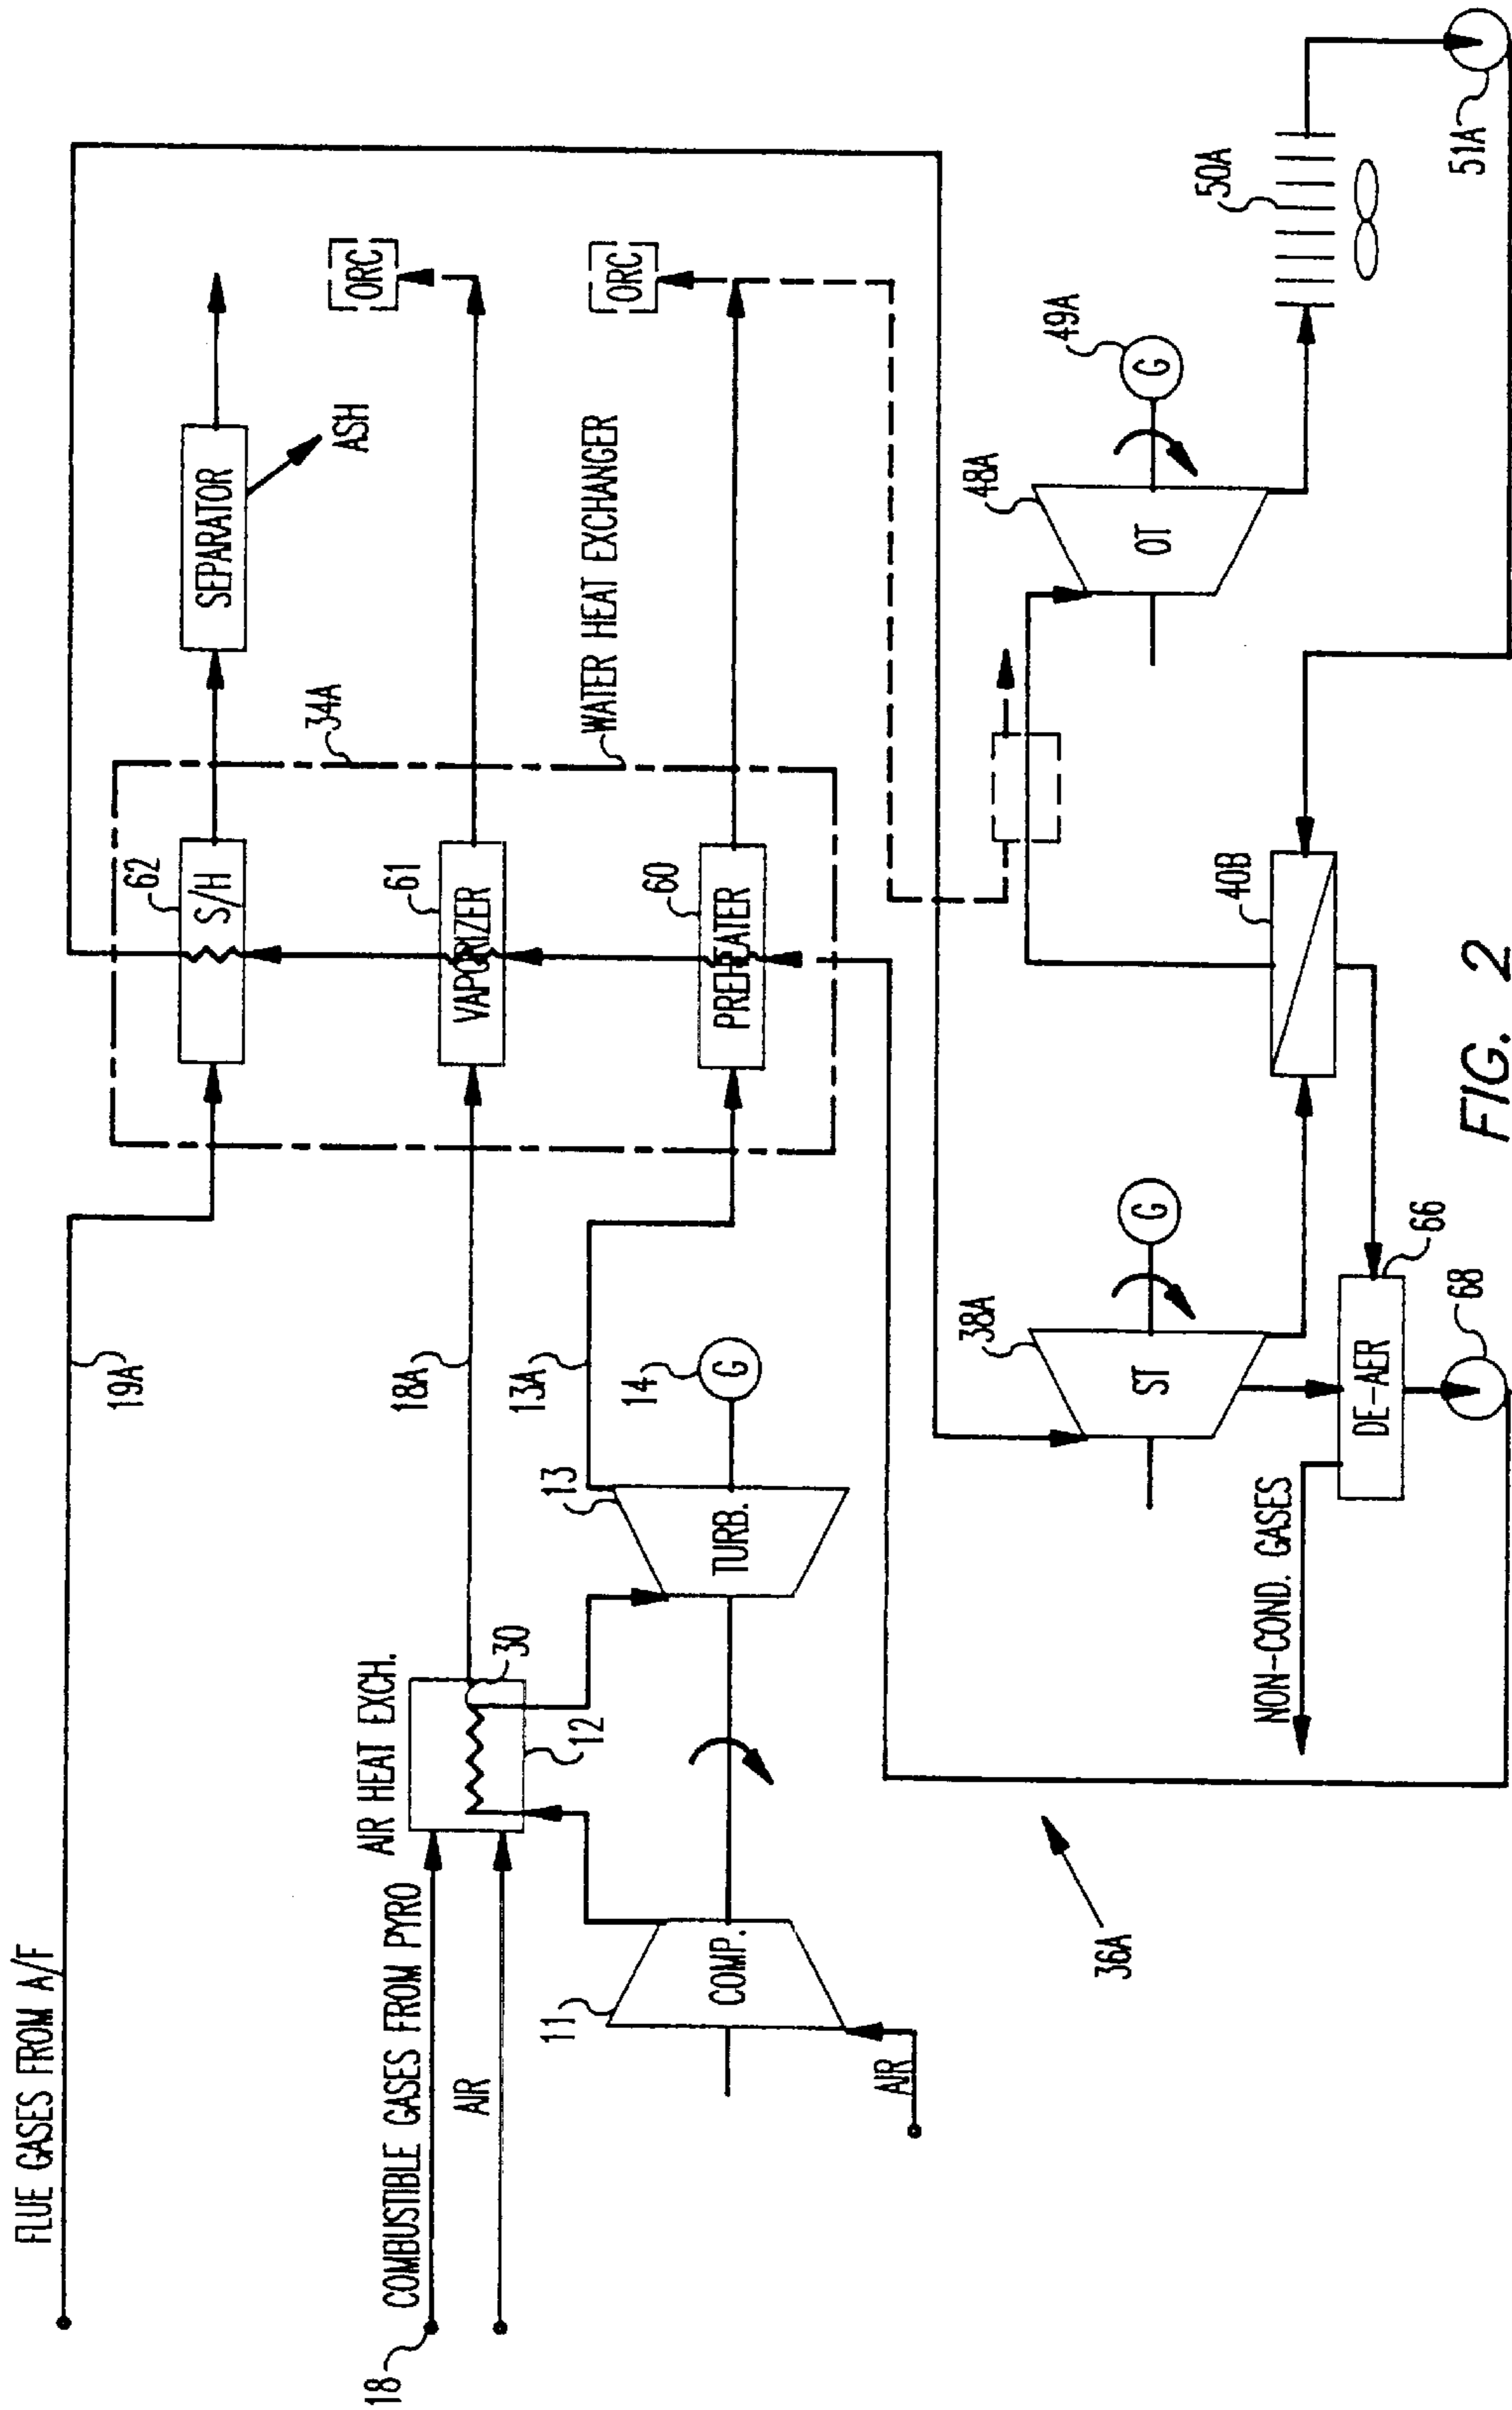 FLUE GASES FROM A/F
19A
62
S/H
SEPARATOR
ASH
34A
18
COMBUSTIBLE GASES FROM PYRO
AIR
AIR HEAT EXCH.
30
12
18A
61
VAPORIZER
ORC
WATER HEAT EXCHANGER
11
COMP.
AIR
13
TURB.
14
G
13A
60
PREHEATER
ORC
36A
38A
ST
G
48A
OT
49A
G
NON-COND. GASES
DE-AER
66
68
40B
50A
51A
FIG. 2